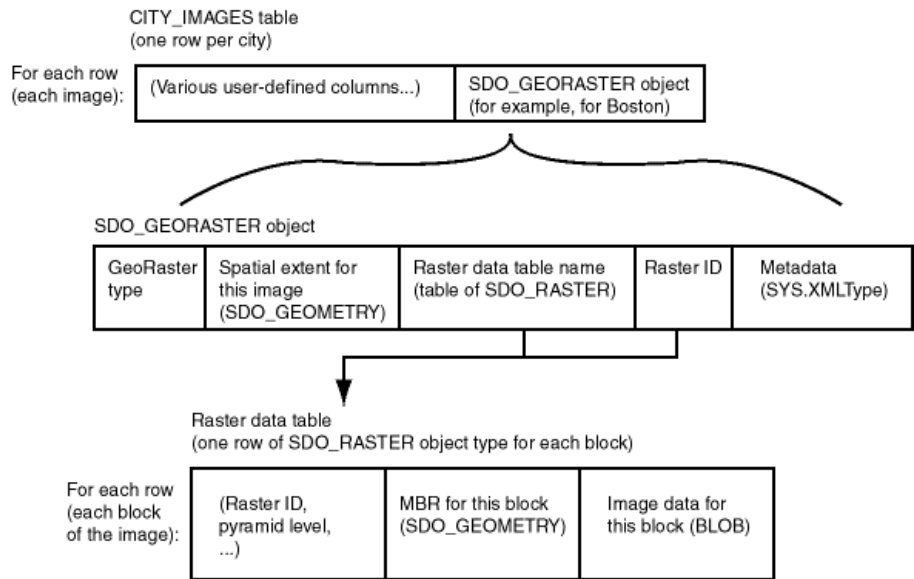 CITY_IMAGES table
(one row per city)
For each row
(each image):
(Various user-defined columns...)
SDO_GEORASTER object
(for example, for Boston)
SDO_GEORASTER object
GeoRaster
type
Spatial extent for
this image
(SDO_GEOMETRY)
Raster data table name
(table of SDO_RASTER)
Raster ID
Metadata
(SYS.XMLType)
Raster data table
(one row of SDO_RASTER object type for each block)
For each row
(each block
of the image):
(Raster ID,
pyramid level,
...)
MBR for this block
(SDO_GEOMETRY)
Image data for
this block (BLOB)